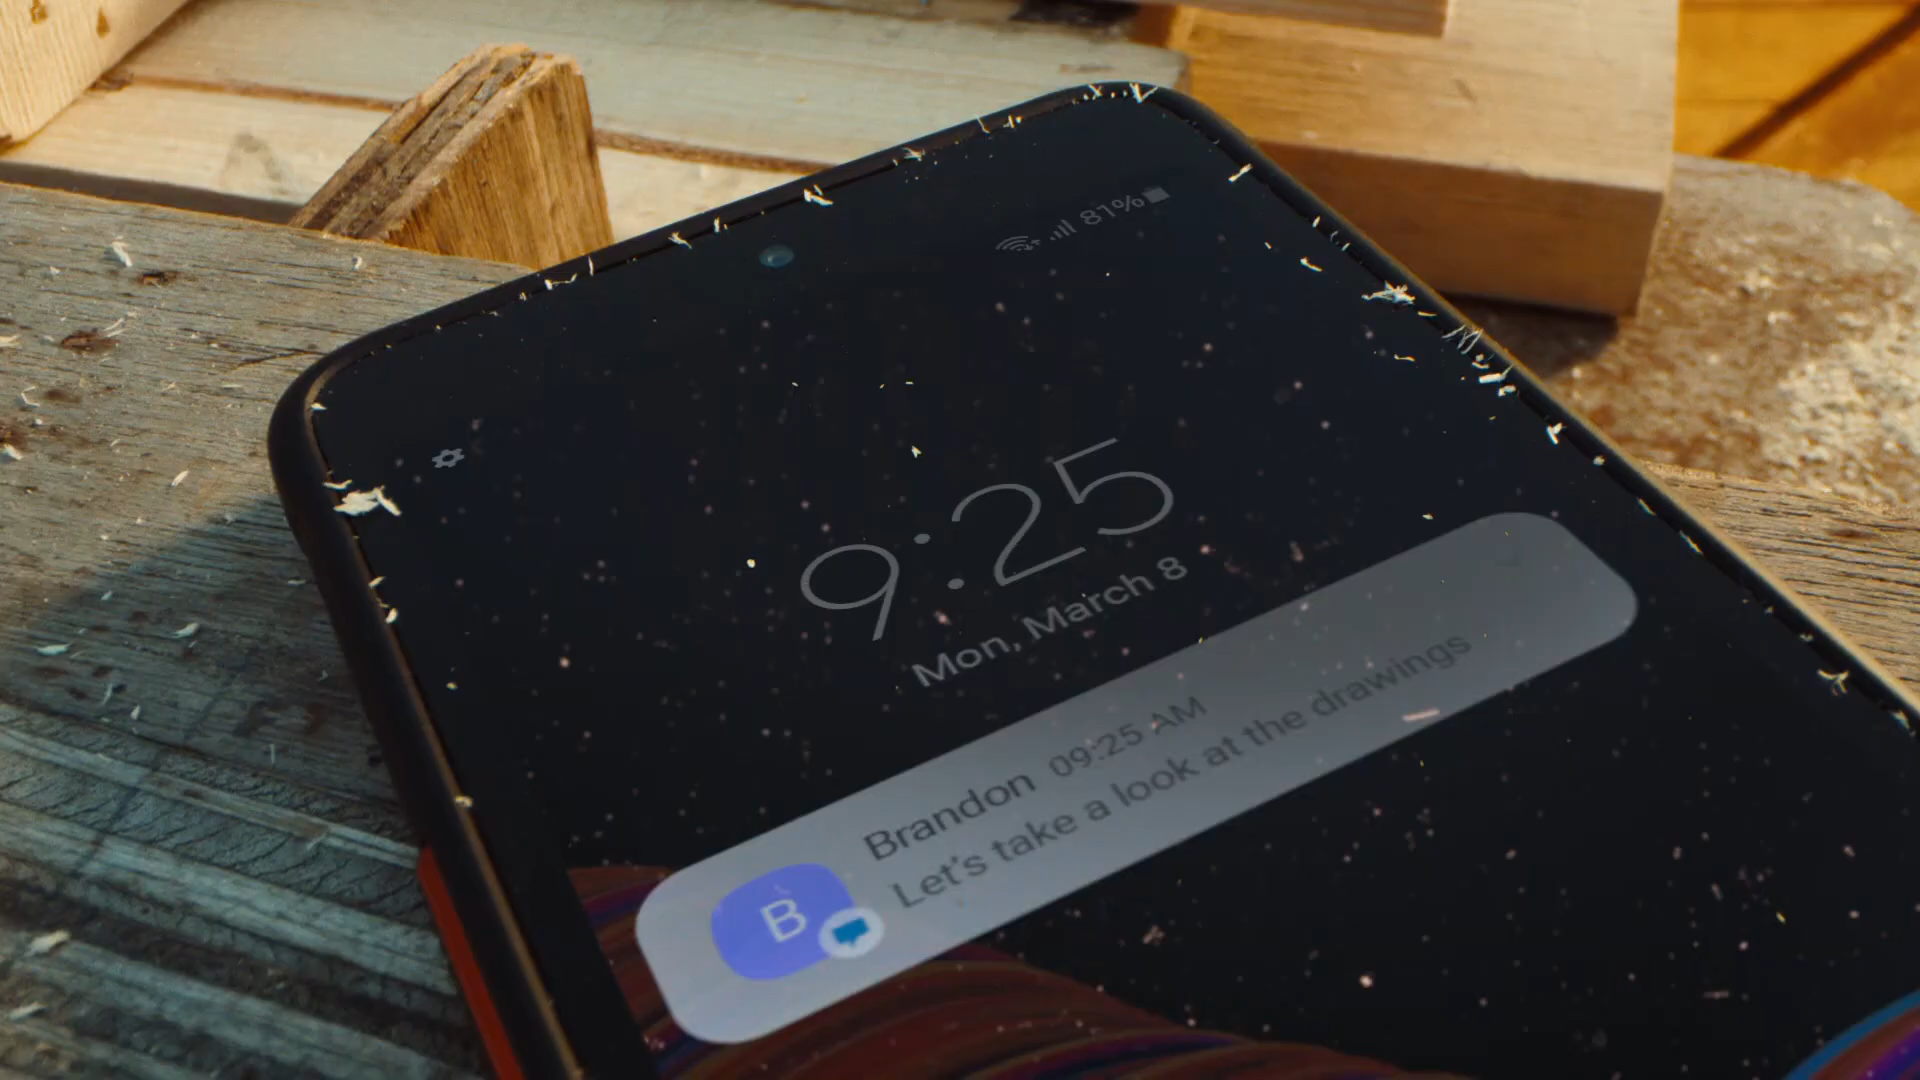 81%
9:25
Mon, March 8
Brandon 09:25 AM
Let's take a look at the drawings
B